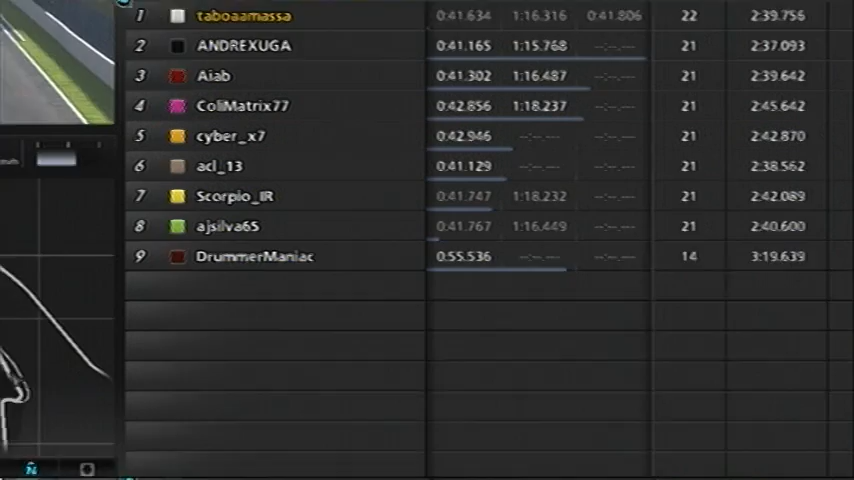 1 taboaamassa 0:41.634 1:16.316 0:41.806 22 2:39.756
2 ANDREXUGA 0:41.165 1:15.768 --:--.--- 21 2:37.093
3 Aiab 0:41.302 1:16.487 --:--.--- 21 2:39.642
4 ColiMatrix77 0:42.856 1:18.237 --:--.--- 21 2:45.642
5 cyber_x7 0:42.946 --:--.--- --:--.--- 21 2:42.870
6 acl_13 0:41.129 --:--.--- --:--.--- 21 2:38.562
7 Scorpio_IR 0:41.747 1:18.232 --:--.--- 21 2:42.089
8 ajsilva65 0:41.767 1:16.449 --:--.--- 21 2:40.600
9 DrummerManiac 0:55.536 --:--.--- --:--.--- 14 3:19.639
N